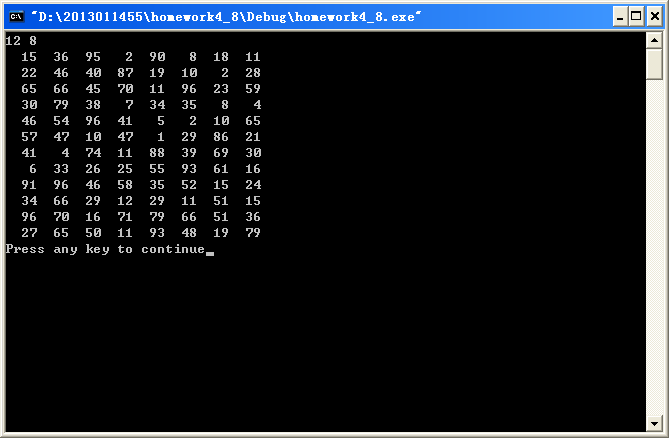 "D:\2013011455\homework4_8\Debug\homework4_8.exe"
12 8
15 36 95 2 90 8 18 11
22 46 40 87 19 10 2 28
65 66 45 70 11 96 23 59
30 79 38 7 34 35 8 4
46 54 96 41 5 2 10 65
57 47 10 47 1 29 86 21
41 4 74 11 88 39 69 30
6 33 26 25 55 93 61 16
91 96 46 58 35 52 15 24
34 66 29 12 29 11 51 15
96 70 16 71 79 66 51 36
27 65 50 11 93 48 19 79
Press any key to continue